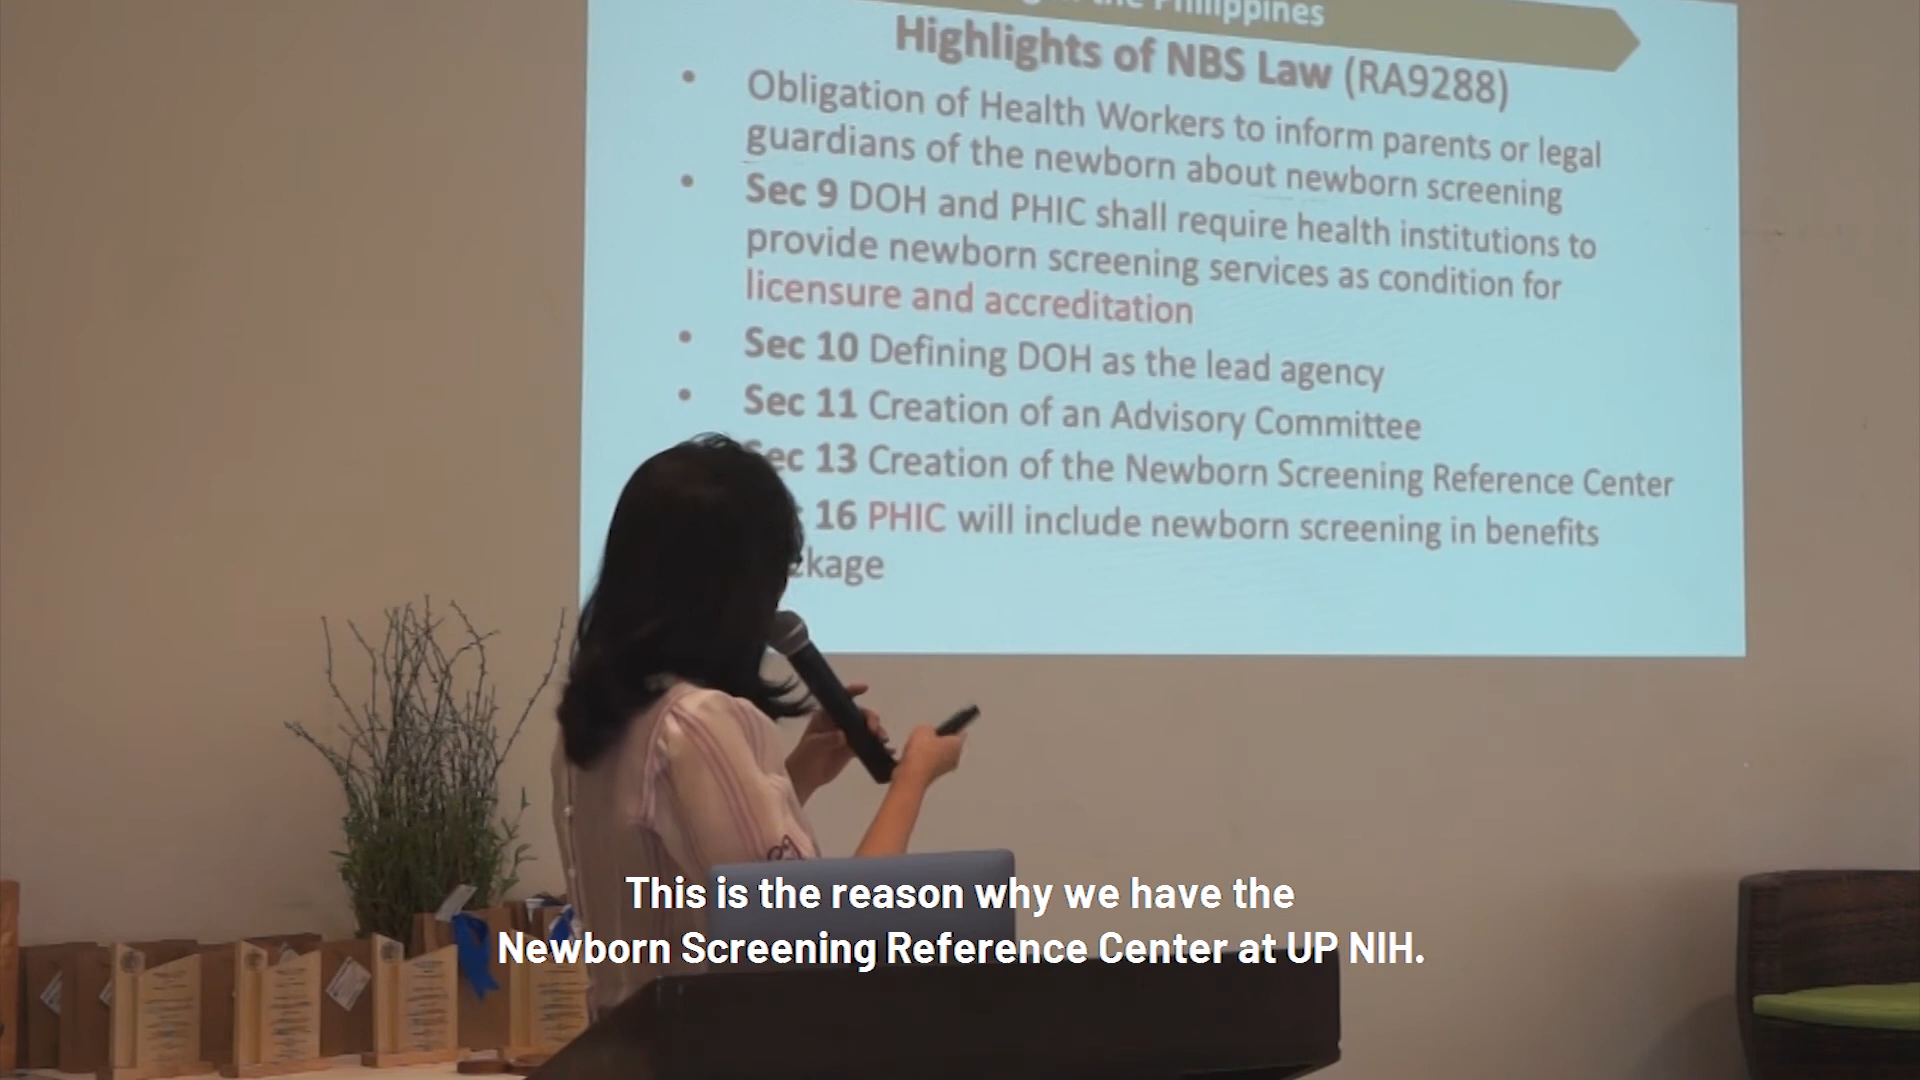 the Philippines
Highlights of NBS Law (RA9288)
• Obligation of Health Workers to inform parents or legal
guardians of the newborn about newborn screening
• Sec 9 DOH and PHIC shall require health institutions to
provide newborn screening services as condition for
licensure and accreditation
• Sec 10 Defining DOH as the lead agency
• Sec 11 Creation of an Advisory Committee
Sec 13 Creation of the Newborn Screening Reference Center
16 PHIC will include newborn screening in benefits
kage
This is the reason why we have the
Newborn Screening Reference Center at UP NIH.